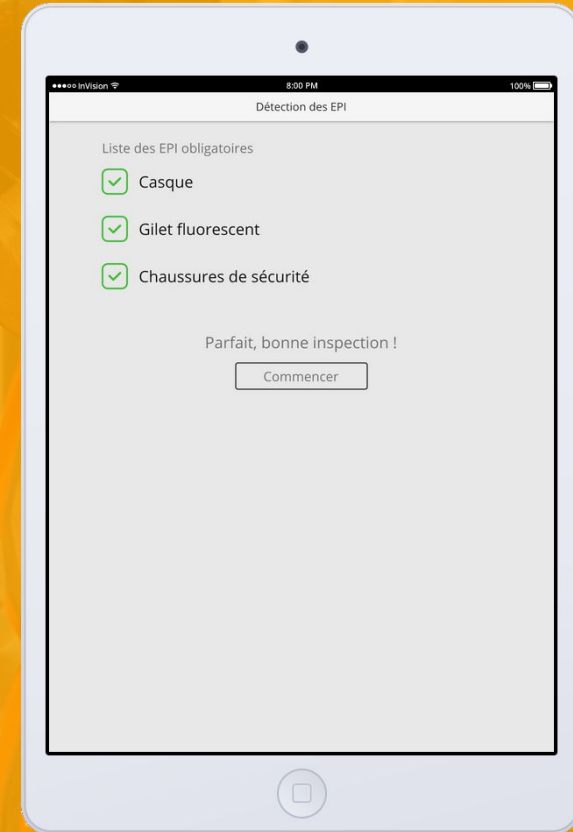 InVision 8:00 PM 100%
Détection des EPI
Liste des EPI obligatoires
Casque
Gilet fluorescent
Chaussures de sécurité
Parfait, bonne inspection !
Commencer